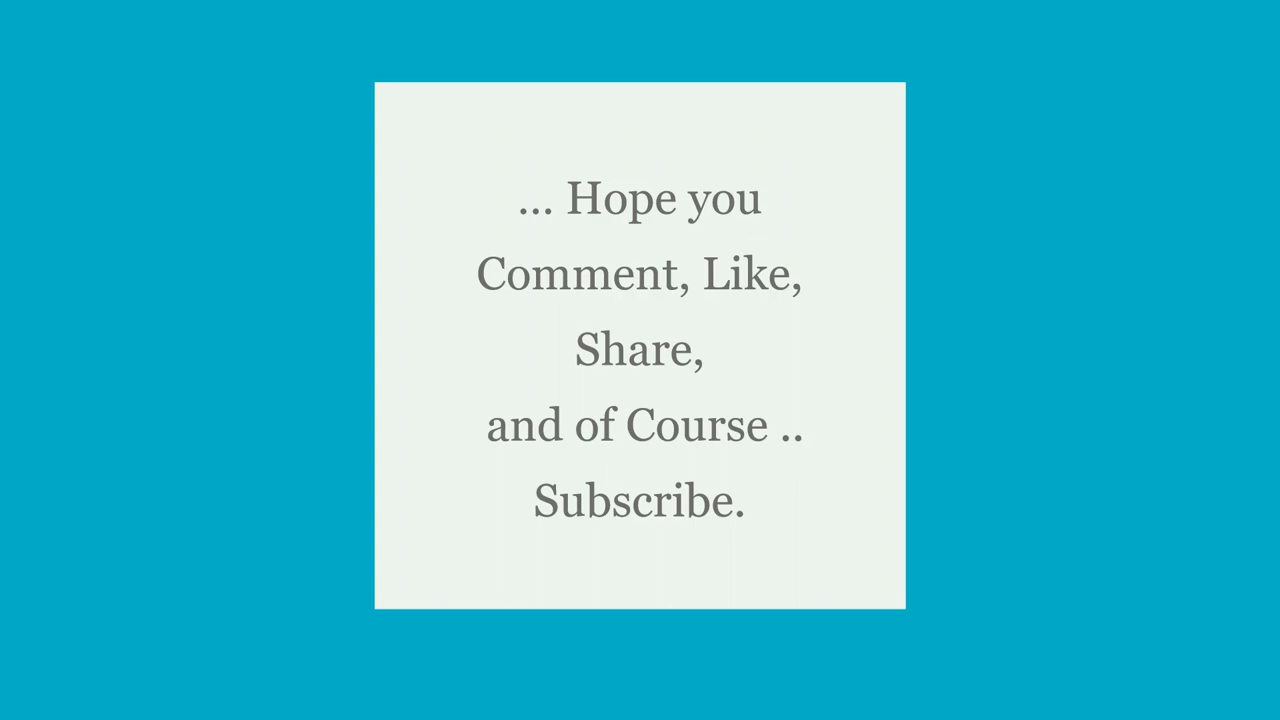 ... Hope you
Comment, Like,
Share,
and of Course ..
Subscribe.